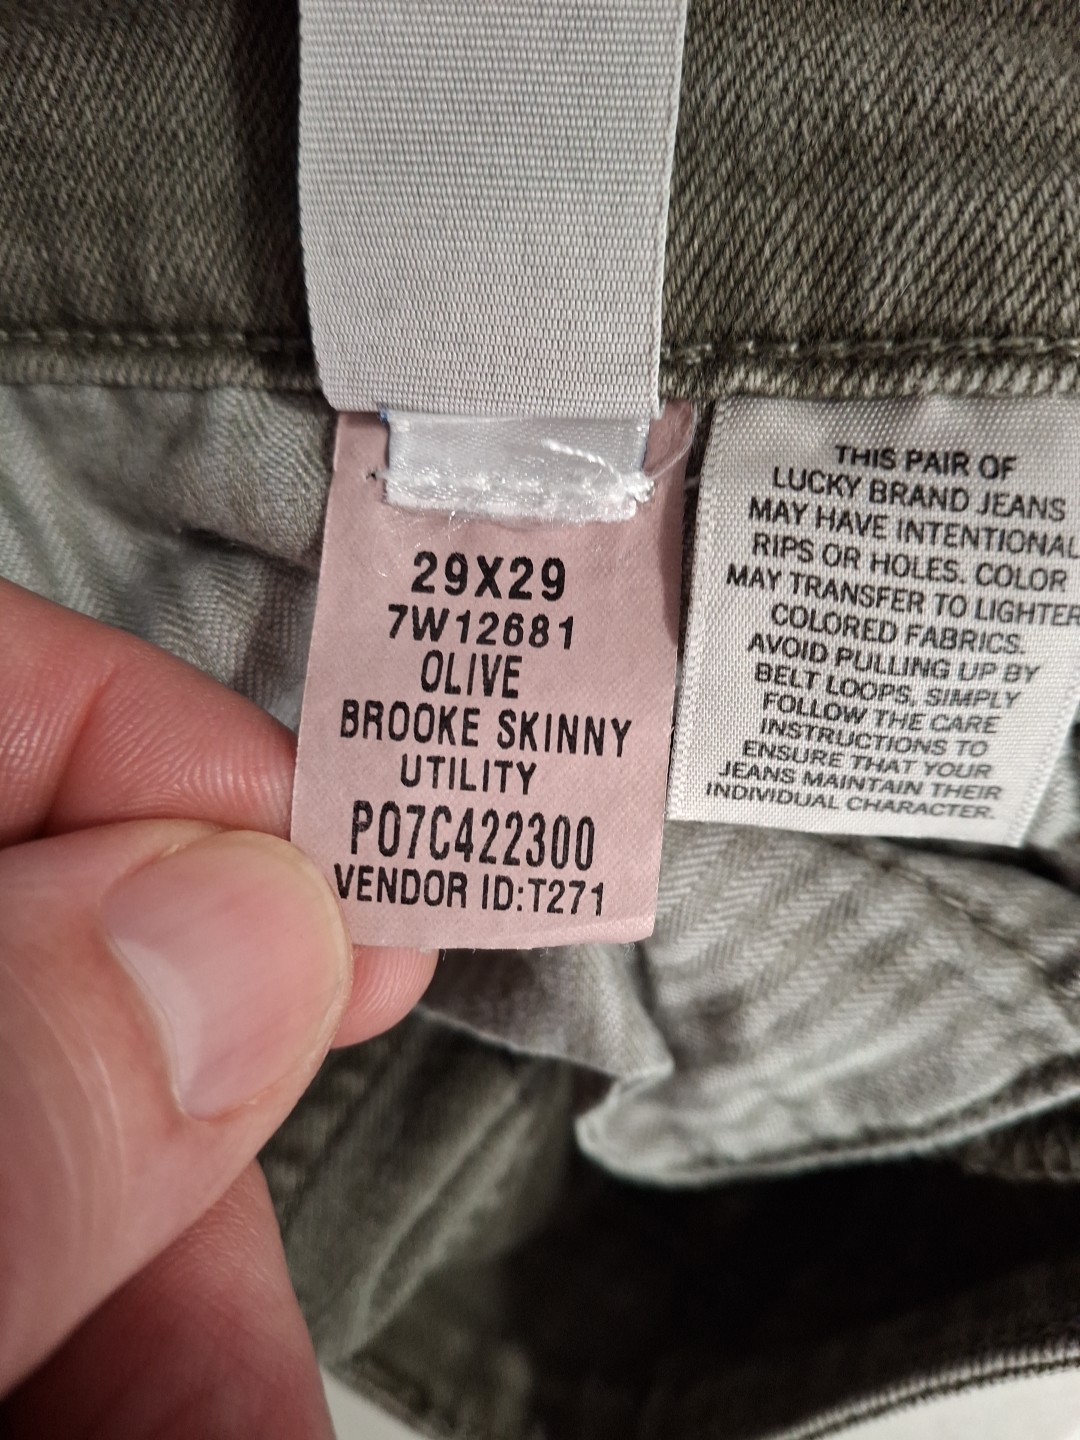 29X29
7W12681
OLIVE
BROOKE SKINNY
UTILITY
PO7C422300
VENDOR ID:T271
THIS PAIR OF
LUCKY BRAND JEANS
MAY HAVE INTENTIONAL
RIPS OR HOLES. COLOR
MAY TRANSFER TO LIGHTER
COLORED FABRICS.
AVOID PULLING UP BY
BELT LOOPS, SIMPLY
FOLLOW THE CARE
INSTRUCTIONS TO
ENSURE THAT YOUR
JEANS MAINTAIN THEIR
INDIVIDUAL CHARACTER.